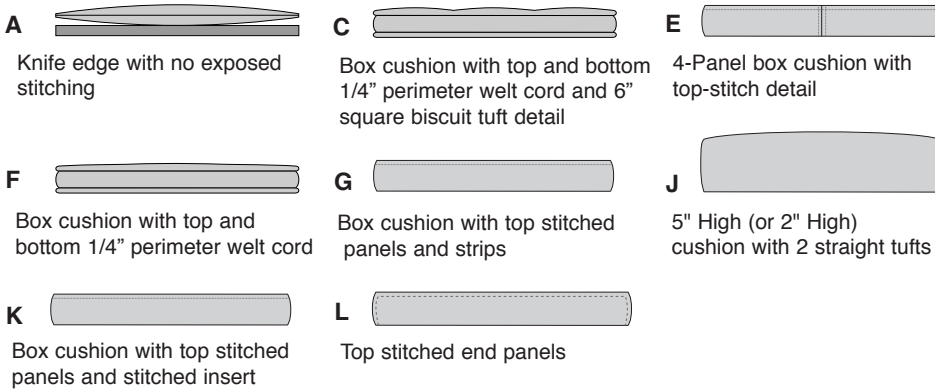 A
Knife edge with no exposed
stitching
C
Box cushion with top and bottom
1/4” perimeter welt cord and 6”
square biscuit tuft detail
E
4-Panel box cushion with
top-stitch detail
F
Box cushion with top and
bottom 1/4” perimeter welt cord
G
Box cushion with top stitched
panels and strips
J
5" High (or 2" High)
cushion with 2 straight tufts
K
Box cushion with top stitched
panels and stitched insert
L
Top stitched end panels